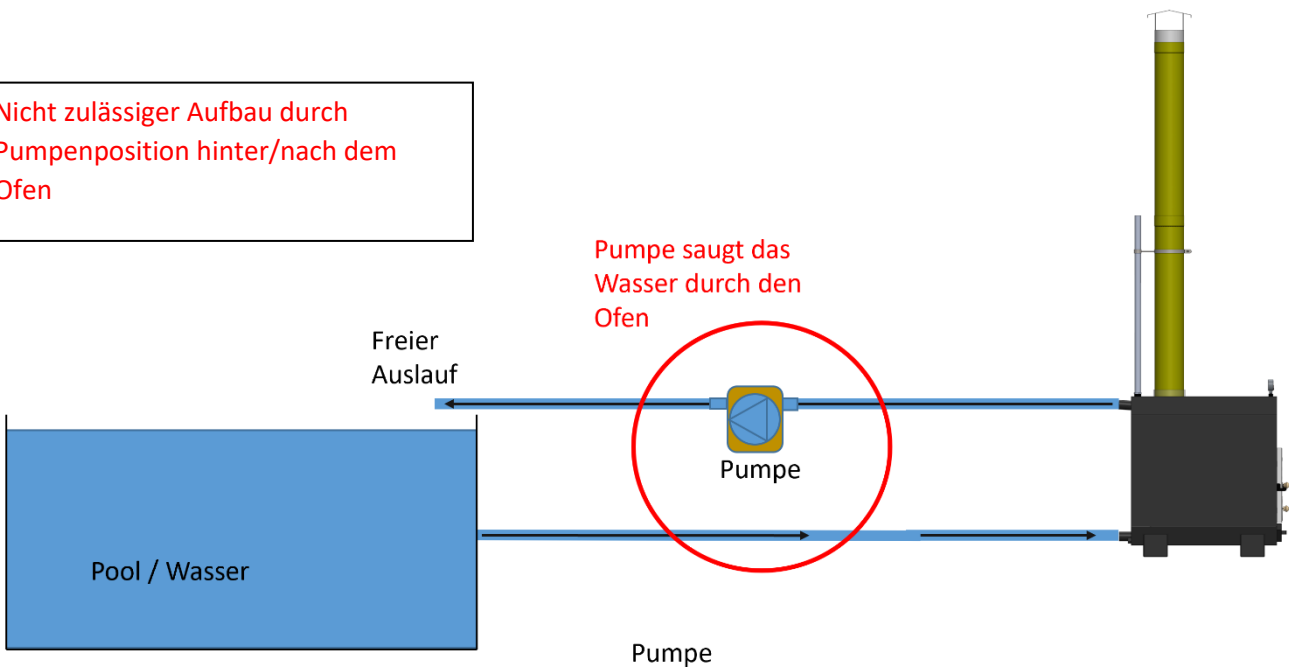 Nicht zulässiger Aufbau durch
Pumpenposition hinter/nach dem
Ofen
Pumpe saugt das
Wasser durch den
Ofen
Freier
Auslauf
Pumpe
Pool / Wasser
Pumpe